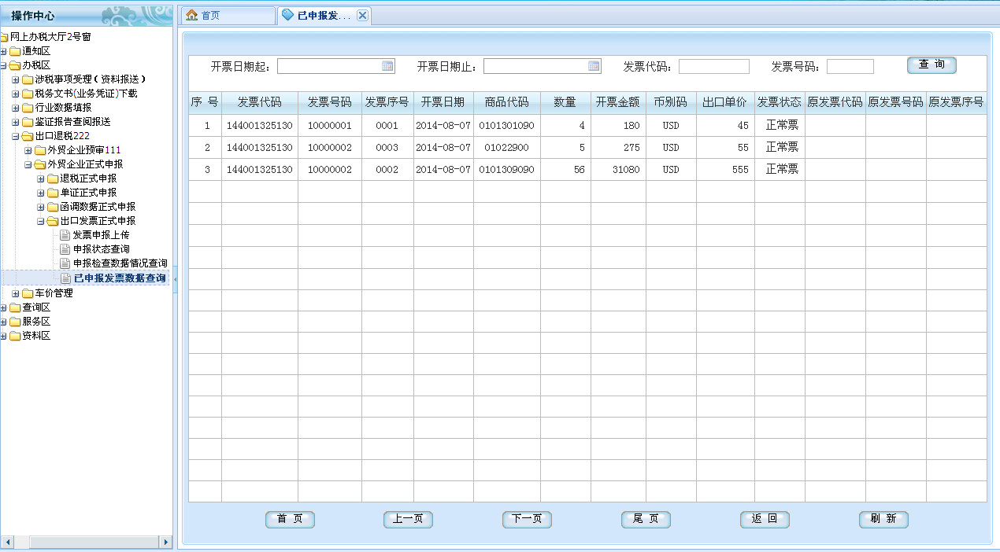 操作中心
网上办税大厅2号窗
通知区
办税区
涉税事项受理(资料报送)
税务文书(业务凭证)下载
行业数据填报
鉴证报告查阅报送
出口退税222
外贸企业预审111
外贸企业正式申报
退税正式申报
单证正式申报
函调数据正式申报
出口发票正式申报
发票申报上传
申报状态查询
申报检查数据情况查询
已申报发票数据查询
车价管理
查询区
服务区
资料区
首页 已申报发...
开票日期起： 开票日期止： 发票代码： 发票号码： 查 询
序 号 发票代码 发票号码 发票序号 开票日期 商品代码 数量 开票金额 币别码 出口单价 发票状态 原发票代码 原发票号码 原发票序号
1 144001325130 10000001 0001 2014-08-07 0101301090 4 180 USD 45 正常票
2 144001325130 10000002 0003 2014-08-07 01022900 5 275 USD 55 正常票
3 144001325130 10000002 0002 2014-08-07 0101309090 56 31080 USD 555 正常票
首 页 上一页 下一页 尾 页 返 回 刷 新